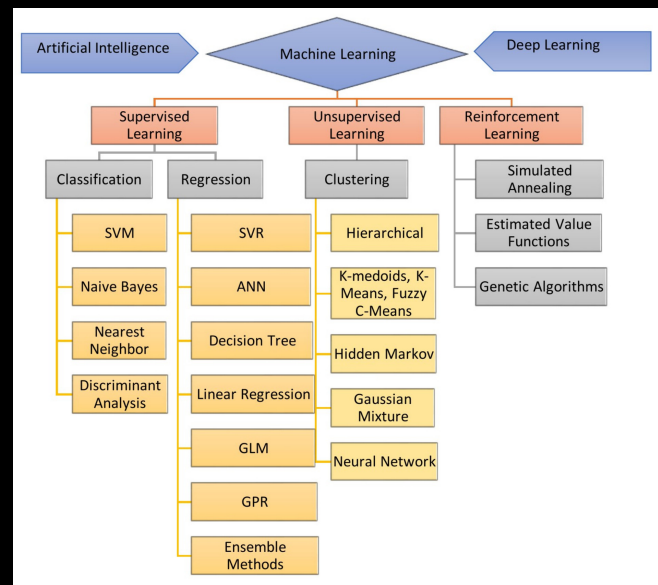 Artificial Intelligence
Machine Learning
Deep Learning
Supervised
Learning
Unsupervised
Learning
Reinforcement
Learning
Classification
Regression
Clustering
Simulated
Annealing
Estimated Value
Functions
Genetic Algorithms
SVM
Naive Bayes
Nearest
Neighbor
Discriminant
Analysis
SVR
ANN
Decision Tree
Linear Regression
GLM
GPR
Ensemble
Methods
Hierarchical
K-medoids, K-
Means, Fuzzy
C-Means
Hidden Markov
Gaussian
Mixture
Neural Network